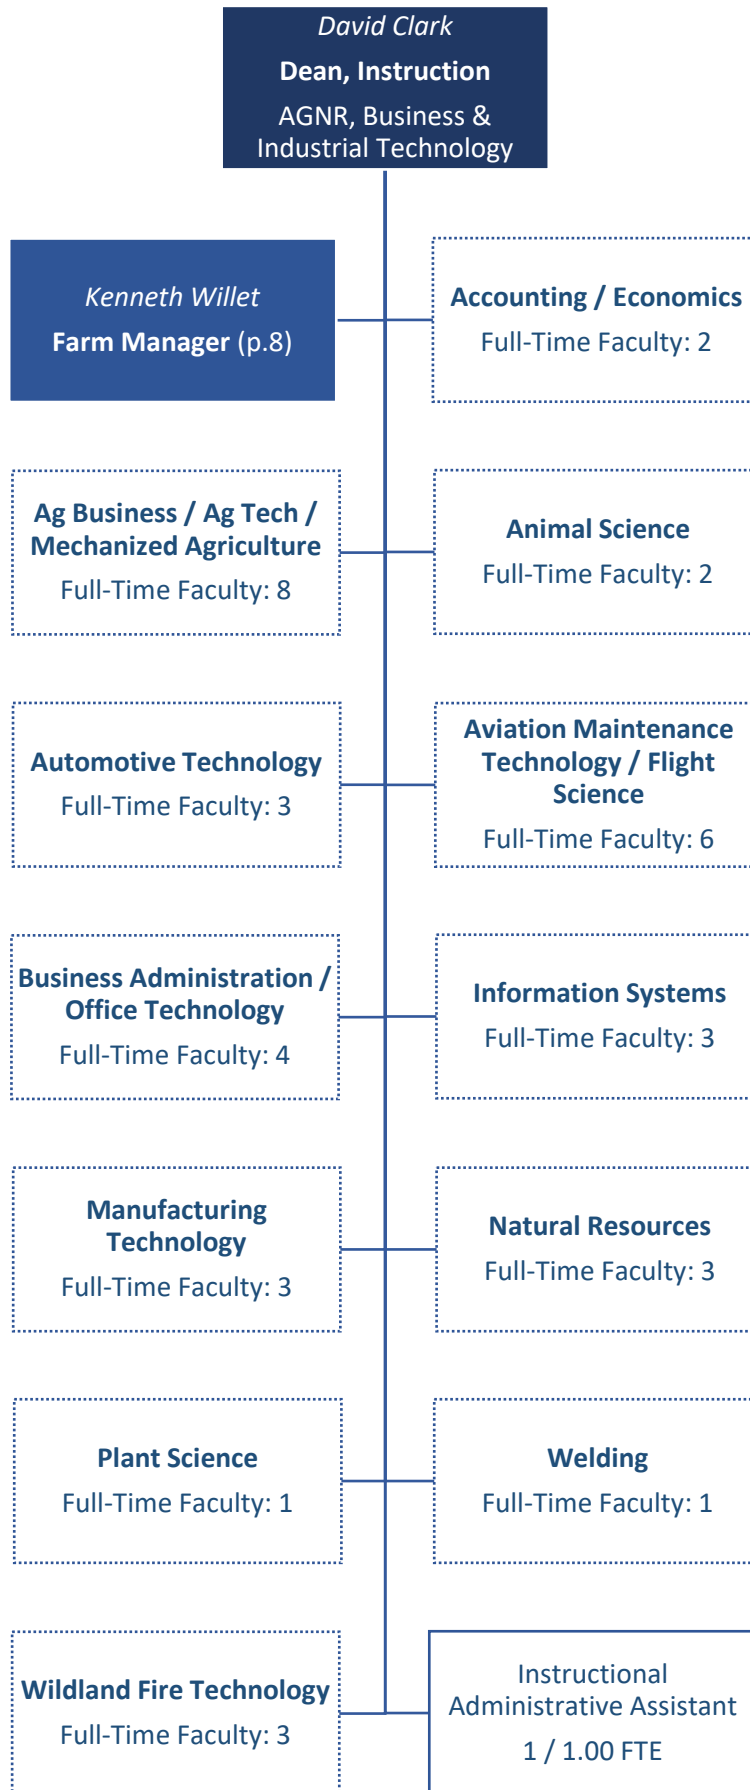 David Clark
Dean, Instruction
AGNR, Business &
Industrial Technology
Kenneth Willet
Farm Manager (p.8)
Accounting / Economics
Full-Time Faculty: 2
Ag Business / Ag Tech /
Mechanized Agriculture
Full-Time Faculty: 8
Animal Science
Full-Time Faculty: 2
Automotive Technology
Full-Time Faculty: 3
Aviation Maintenance
Technology / Flight
Science
Full-Time Faculty: 6
Business Administration /
Office Technology
Full-Time Faculty: 4
Information Systems
Full-Time Faculty: 3
Manufacturing
Technology
Full-Time Faculty: 3
Natural Resources
Full-Time Faculty: 3
Plant Science
Full-Time Faculty: 1
Welding
Full-Time Faculty: 1
Wildland Fire Technology
Full-Time Faculty: 3
Instructional
Administrative Assistant
1 / 1.00 FTE